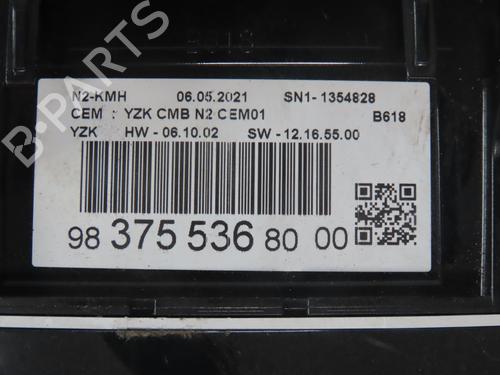 B618
N2-KMH 06.05.2021 SN1- 1354828
CEM : YZK CMB N2 CEM01 B618
YZK HW - 06.10.02 SW - 12.16.55.00
98 375 536 80 00
B-PARTS